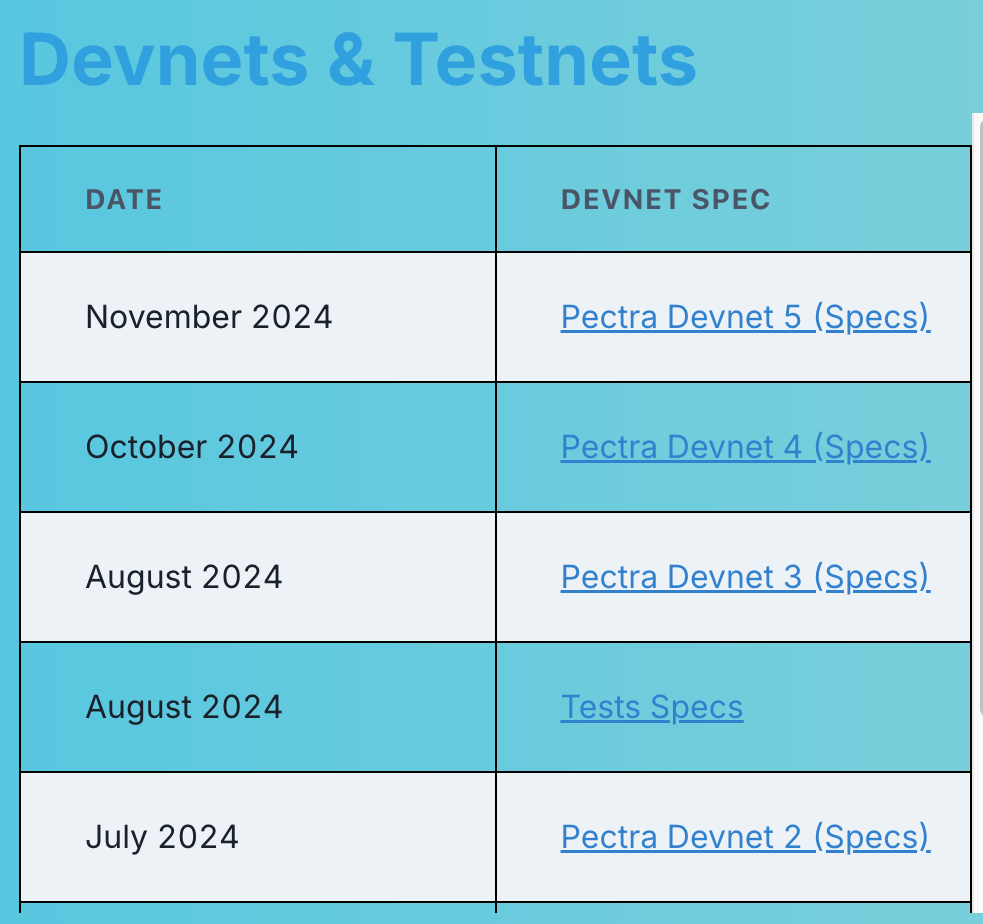 Devnets & Testnets
DATE DEVNET SPEC
November 2024 Pectra Devnet 5 (Specs)
October 2024 Pectra Devnet 4 (Specs)
August 2024 Pectra Devnet 3 (Specs)
August 2024 Tests Specs
July 2024 Pectra Devnet 2 (Specs)